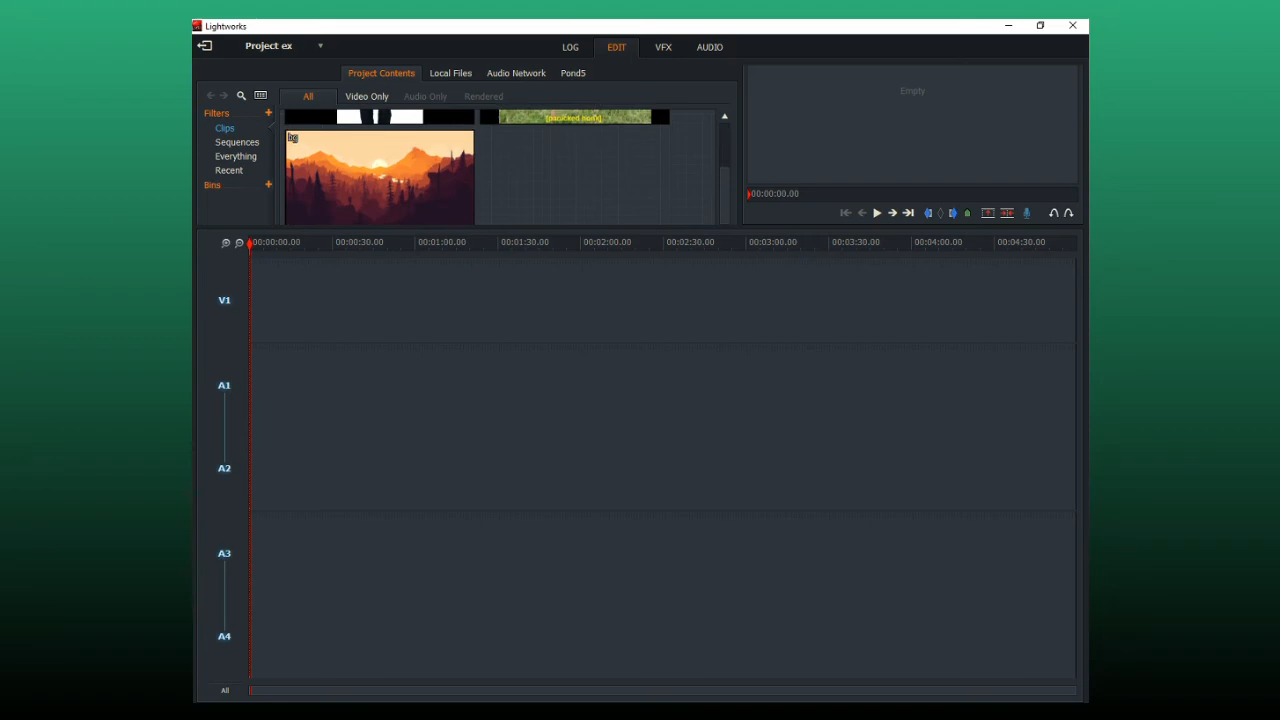 Lightworks
Project ex
LOG EDIT VFX AUDIO
Project Contents Local Files Audio Network Pond5
All Video Only Audio Only Rendered
Filters +
Clips
Sequences
Everything
Recent
Bins +
bg
Empty
00:00:00.00
00:00:00.00 00:00:30.00 00:01:00.00 00:01:30.00 00:02:00.00 00:02:30.00 00:03:00.00 00:03:30.00 00:04:00.00 00:04:30.00
V1
A1
A2
A3
A4
All